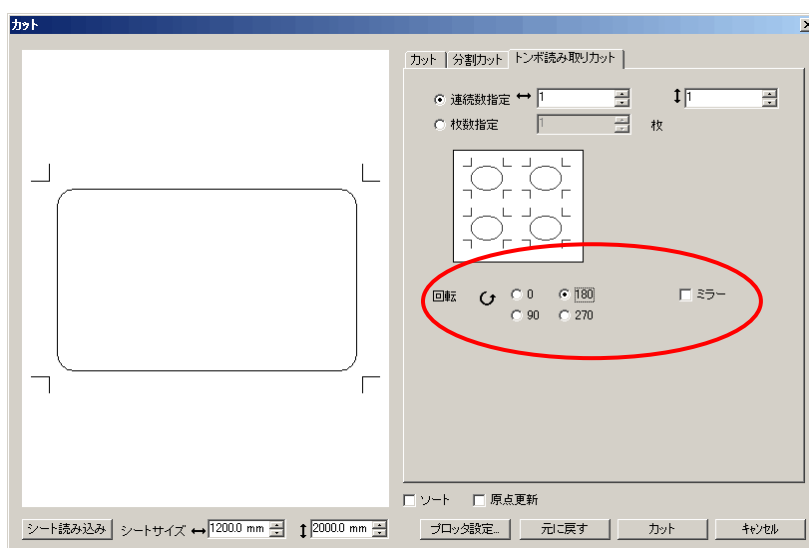 カット
カット 分割カット トンボ読み取りカット
連続数指定 1 1
枚数指定 1 枚
回転 0 180 ミラー
90 270
ソート 原点更新
シート読み込み シートサイズ 1200.0 mm 2000.0 mm プロッタ設定... 元に戻す カット キャンセル